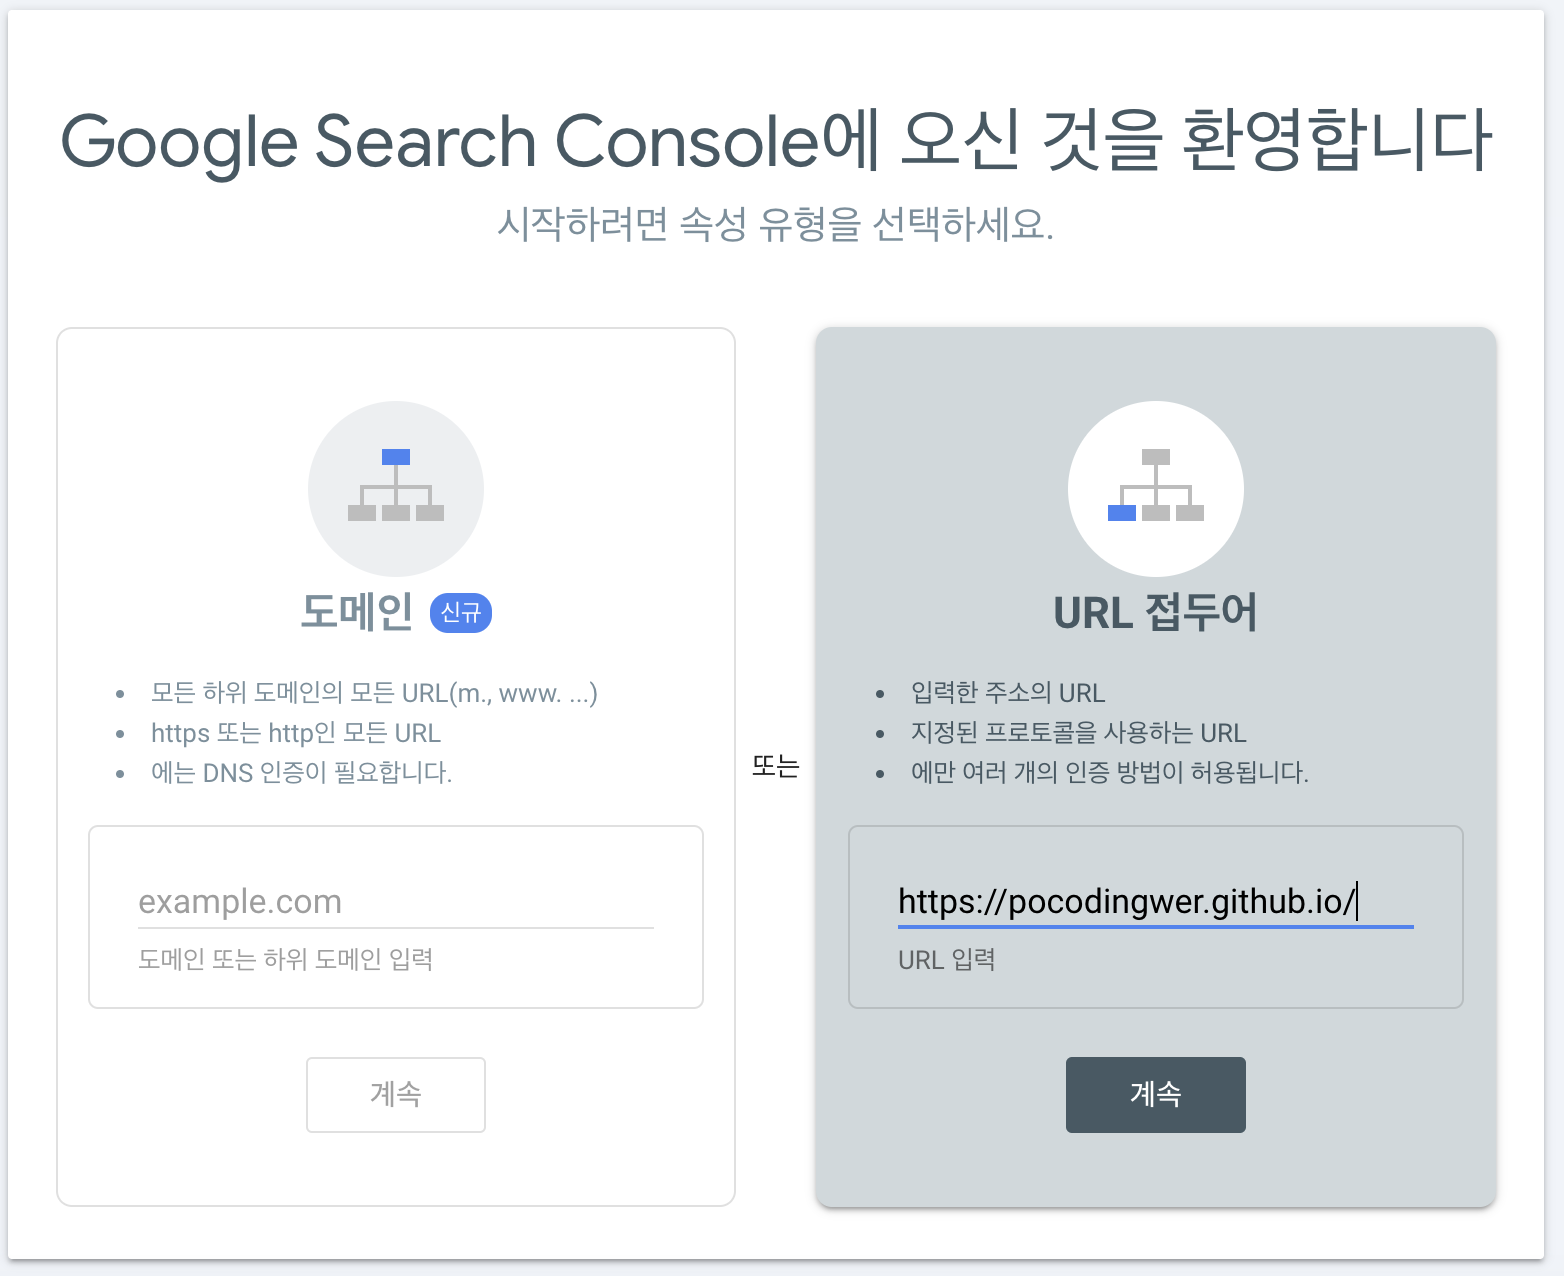 Google Search Console에 오신 것을 환영합니다
시작하려면 속성 유형을 선택하세요.
도메인 신규
• 모든 하위 도메인의 모든 URL(m., www. ...)
• https 또는 http인 모든 URL
• 에는 DNS 인증이 필요합니다.
example.com
도메인 또는 하위 도메인 입력
계속
또는
URL 접두어
• 입력한 주소의 URL
• 지정된 프로토콜을 사용하는 URL
• 에만 여러 개의 인증 방법이 허용됩니다.
https://pocodingwer.github.io/
URL 입력
계속